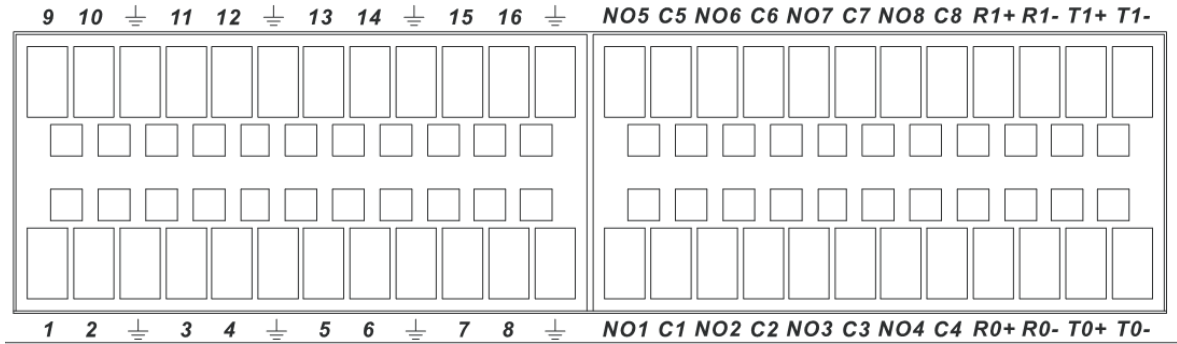 9 10 ⏚ 11 12 ⏚ 13 14 ⏚ 15 16 ⏚ NO5 C5 NO6 C6 NO7 C7 NO8 C8 R1+ R1- T1+ T1-
1 2 ⏚ 3 4 ⏚ 5 6 ⏚ 7 8 ⏚ NO1 C1 NO2 C2 NO3 C3 NO4 C4 R0+ R0- T0+ T0-